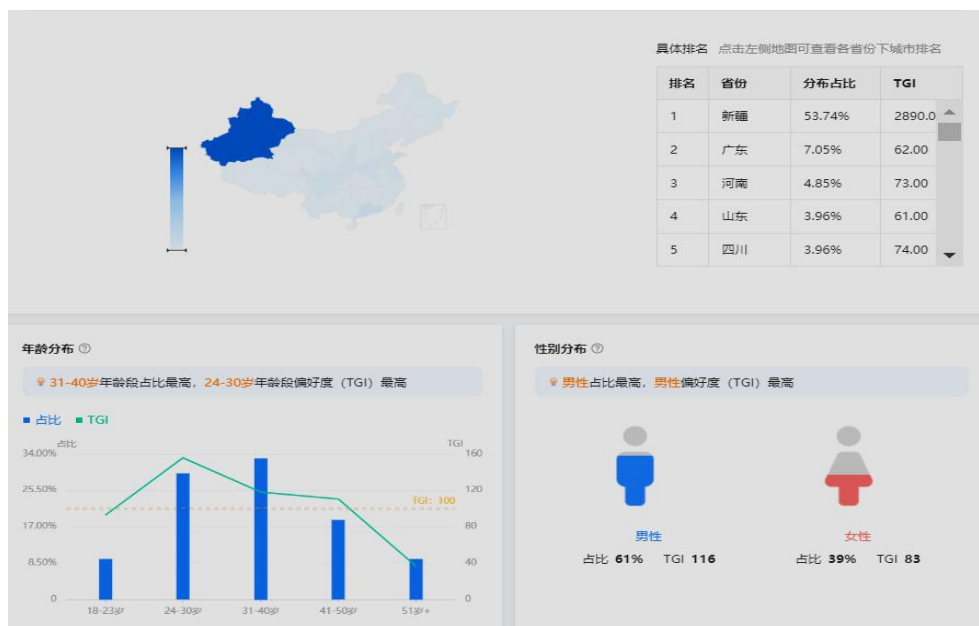 具体排名 点击左侧地图可查看各省份下城市排名
排名 省份 分布占比 TGI
1 新疆 53.74% 2890.0
2 广东 7.05% 62.00
3 河南 4.85% 73.00
4 山东 3.96% 61.00
5 四川 3.96% 74.00
年龄分布
31-40岁年龄段占比最高，24-30岁年龄段偏好度（TGI）最高
占比 TGI
占比 TGI
34.00% 160
25.50% 120
TGI：100
17.00% 80
8.50% 40
0 0
18-23岁 24-30岁 31-40岁 41-50岁 51岁+
性别分布
男性占比最高，男性偏好度（TGI）最高
男性 女性
占比 61% TGI 116 占比 39% TGI 83